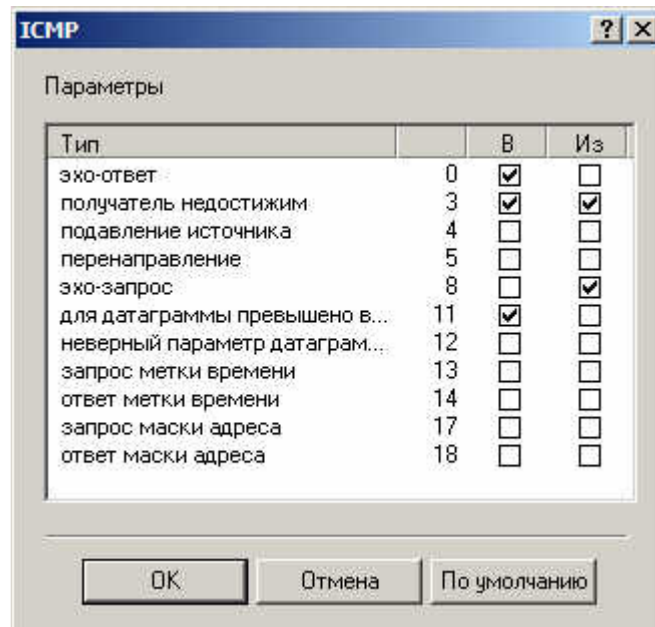 ICMP
Параметры
Тип В Из
эхо-ответ 0
получатель недостижим 3
подавление источника 4
перенаправление 5
эхо-запрос 8
для датаграммы превышено в... 11
неверный параметр датаграм... 12
запрос метки времени 13
ответ метки времени 14
запрос маски адреса 17
ответ маски адреса 18
OK Отмена По умолчанию